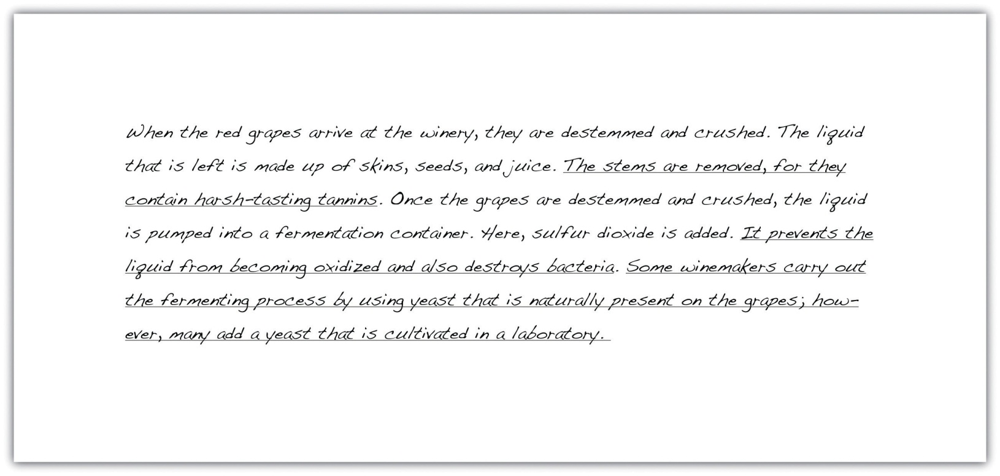 When the red grapes arrive at the winery, they are destemmed and crushed. The liquid
that is left is made up of skins, seeds, and juice. The stems are removed, for they
contain harsh-tasting tannins. Once the grapes are destemmed and crushed, the liquid
is pumped into a fermentation container. Here, sulfur dioxide is added. It prevents the
liquid from becoming oxidized and also destroys bacteria. Some winemakers carry out
the fermenting process by using yeast that is naturally present on the grapes; how-
ever, many add a yeast that is cultivated in a laboratory.